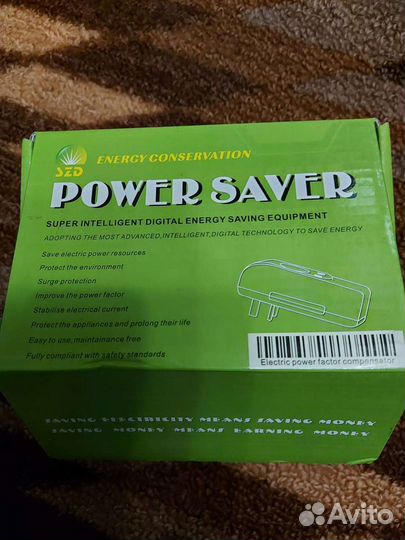 SZD
ENERGY CONSERVATION
POWER SAVER
SUPER INTELLIGENT DIGITAL ENERGY SAVING EQUIPMENT
ADOPTING THE MOST ADVANCED,INTELLIGENT,DIGITAL TECHNOLOGY TO SAVE ENERGY
Save electric power resources
Protect the environment
Surge protection
Improve the power factor
Stabilise electrical current
Protect the appliances and prolong their life
Easy to use,maintainance free
Fully compliant with safety standards
Electric power factor compensator
SAVING ELECTRICITY MEANS SAVING MONEY
SAVING MONEY MEANS EARNING MONEY
Avito